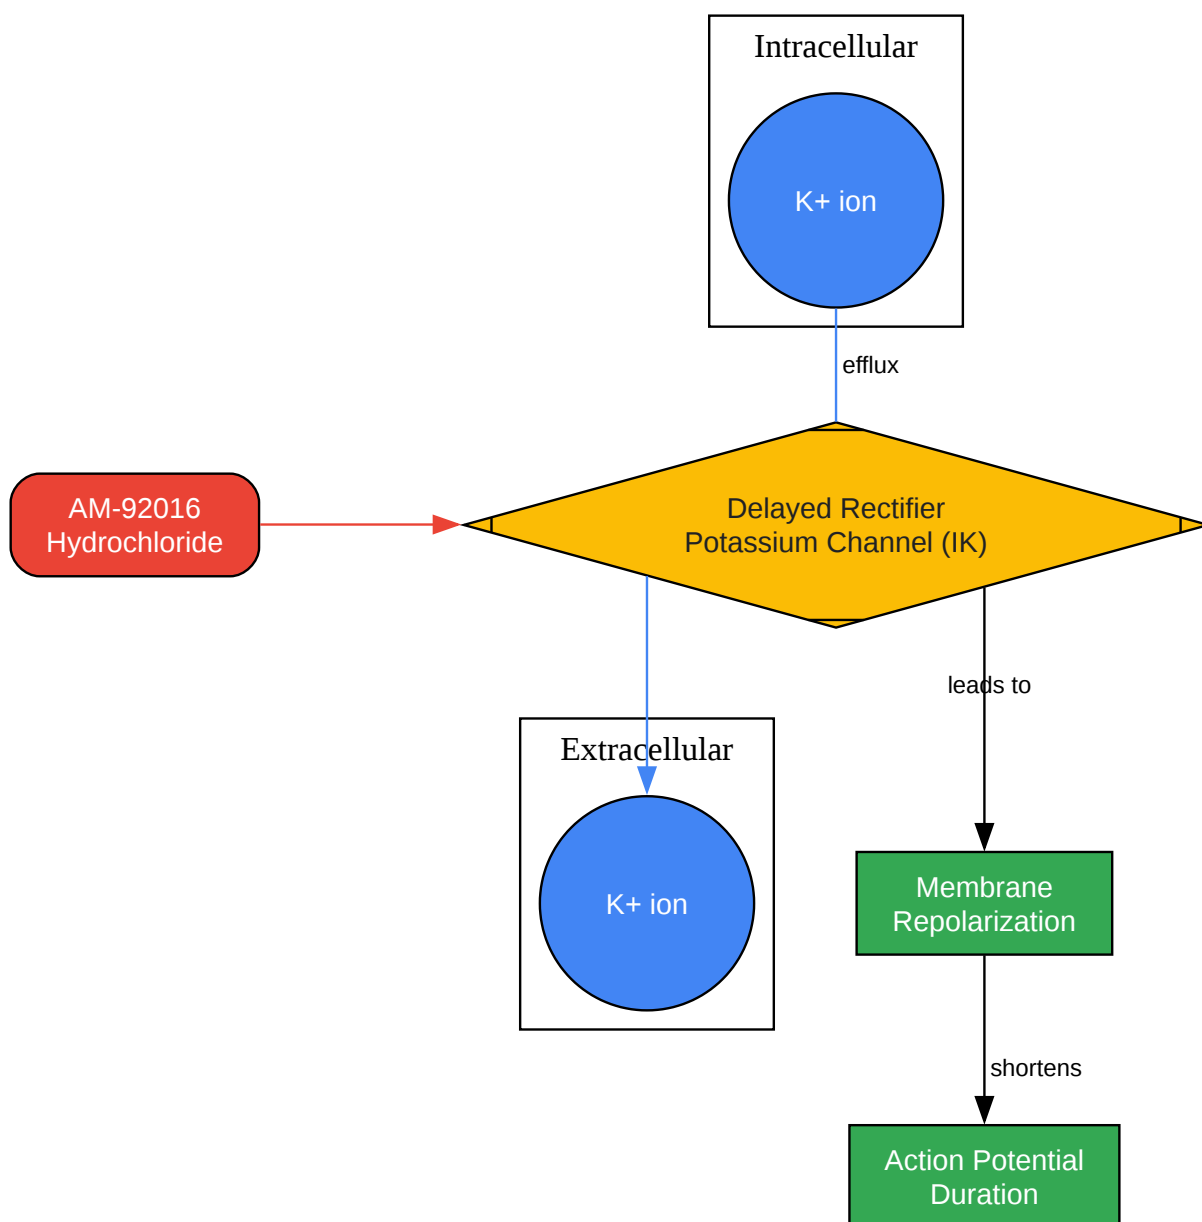 Intracellular
K+ ion
efflux
AM-92016
Hydrochloride
Delayed Rectifier
Potassium Channel (IK)
leads to
Extracellular
K+ ion
Membrane
Repolarization
shortens
Action Potential
Duration